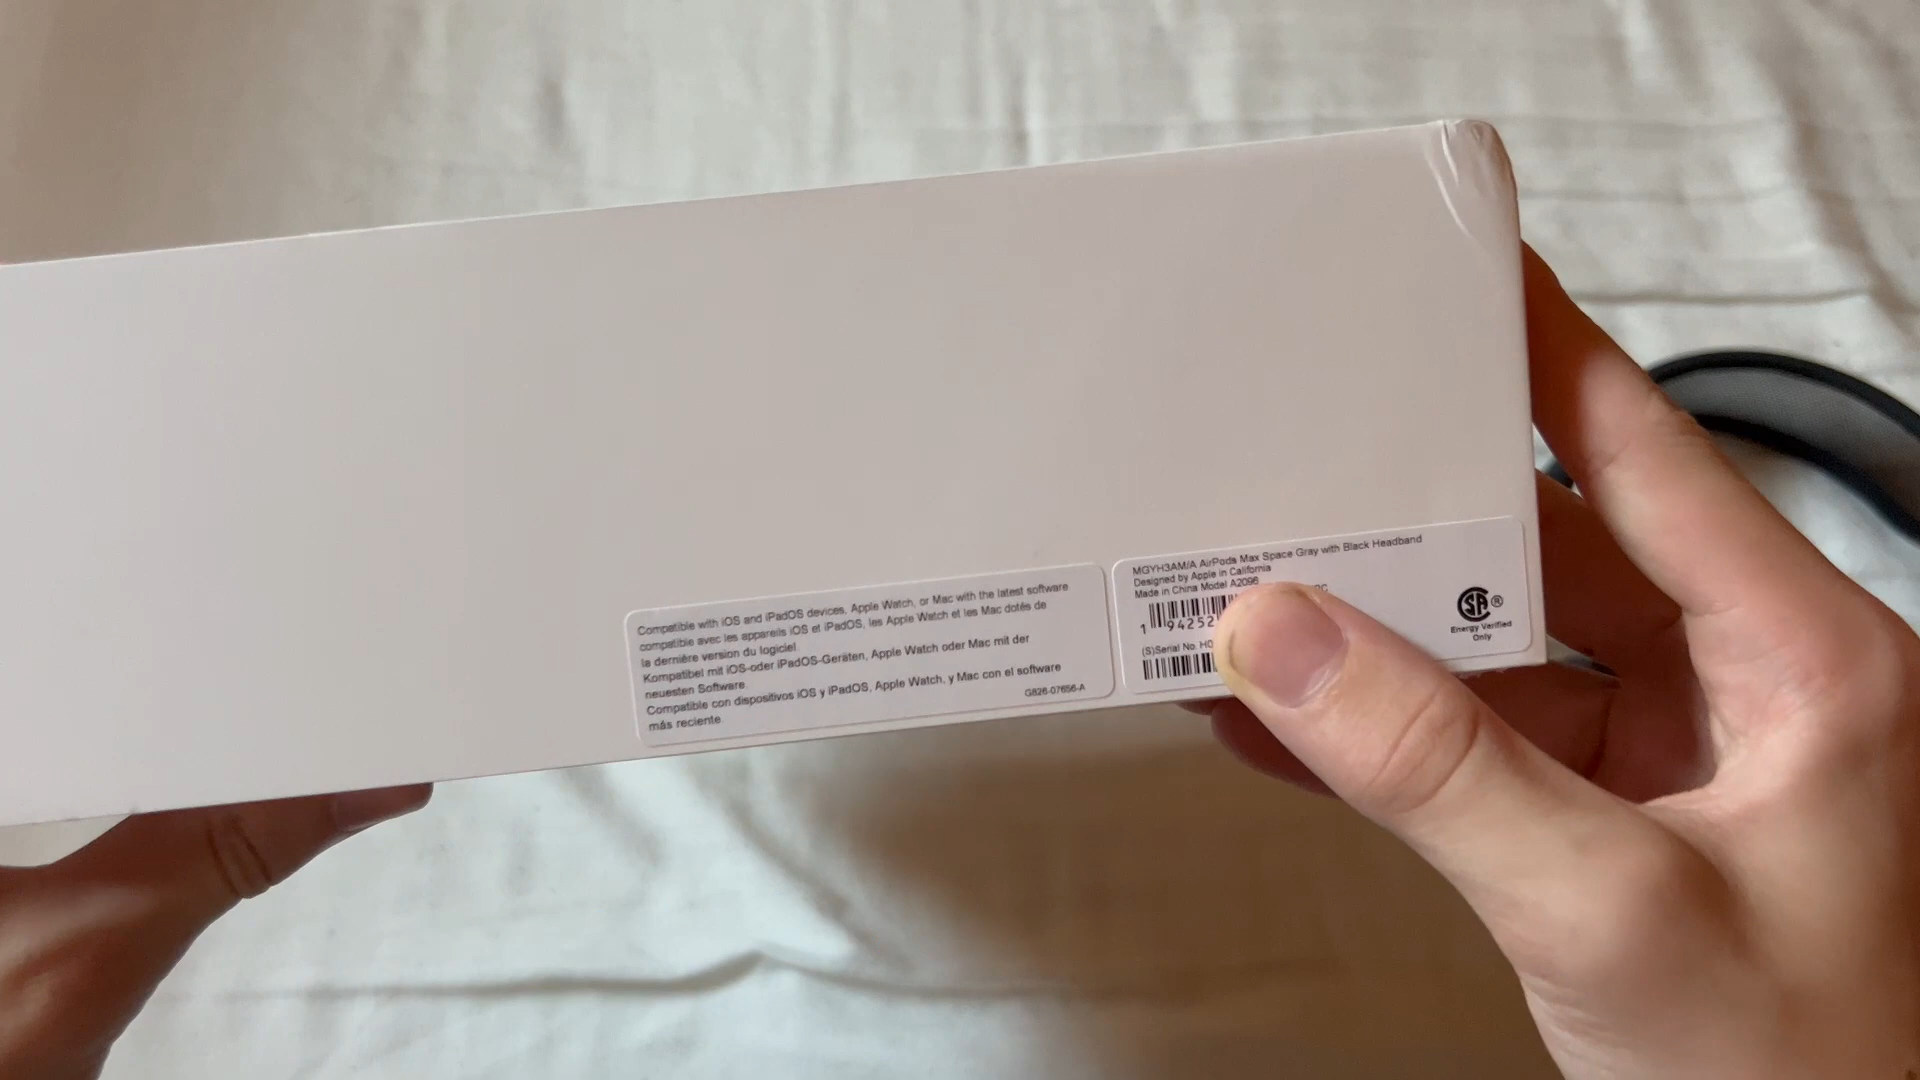 Compatible with iOS and iPadOS devices, Apple Watch, or Mac with the latest software
compatible avec les appareils iOS et iPadOS, les Apple Watch et les Mac dotés de
la dernière version du logiciel.
Kompatibel mit iOS-oder iPadOS-Geräten, Apple Watch oder Mac mit der
neuesten Software.
Compatible con dispositivos iOS y iPadOS, Apple Watch, y Mac con el software
más reciente.
G826-07656-A
MGYH3AM/A AirPods Max Space Gray with Black Headband
Designed by Apple in California
Made in China Model A2096
1 94252
(S)Serial No. H0
SA ®
Energy Verified
Only